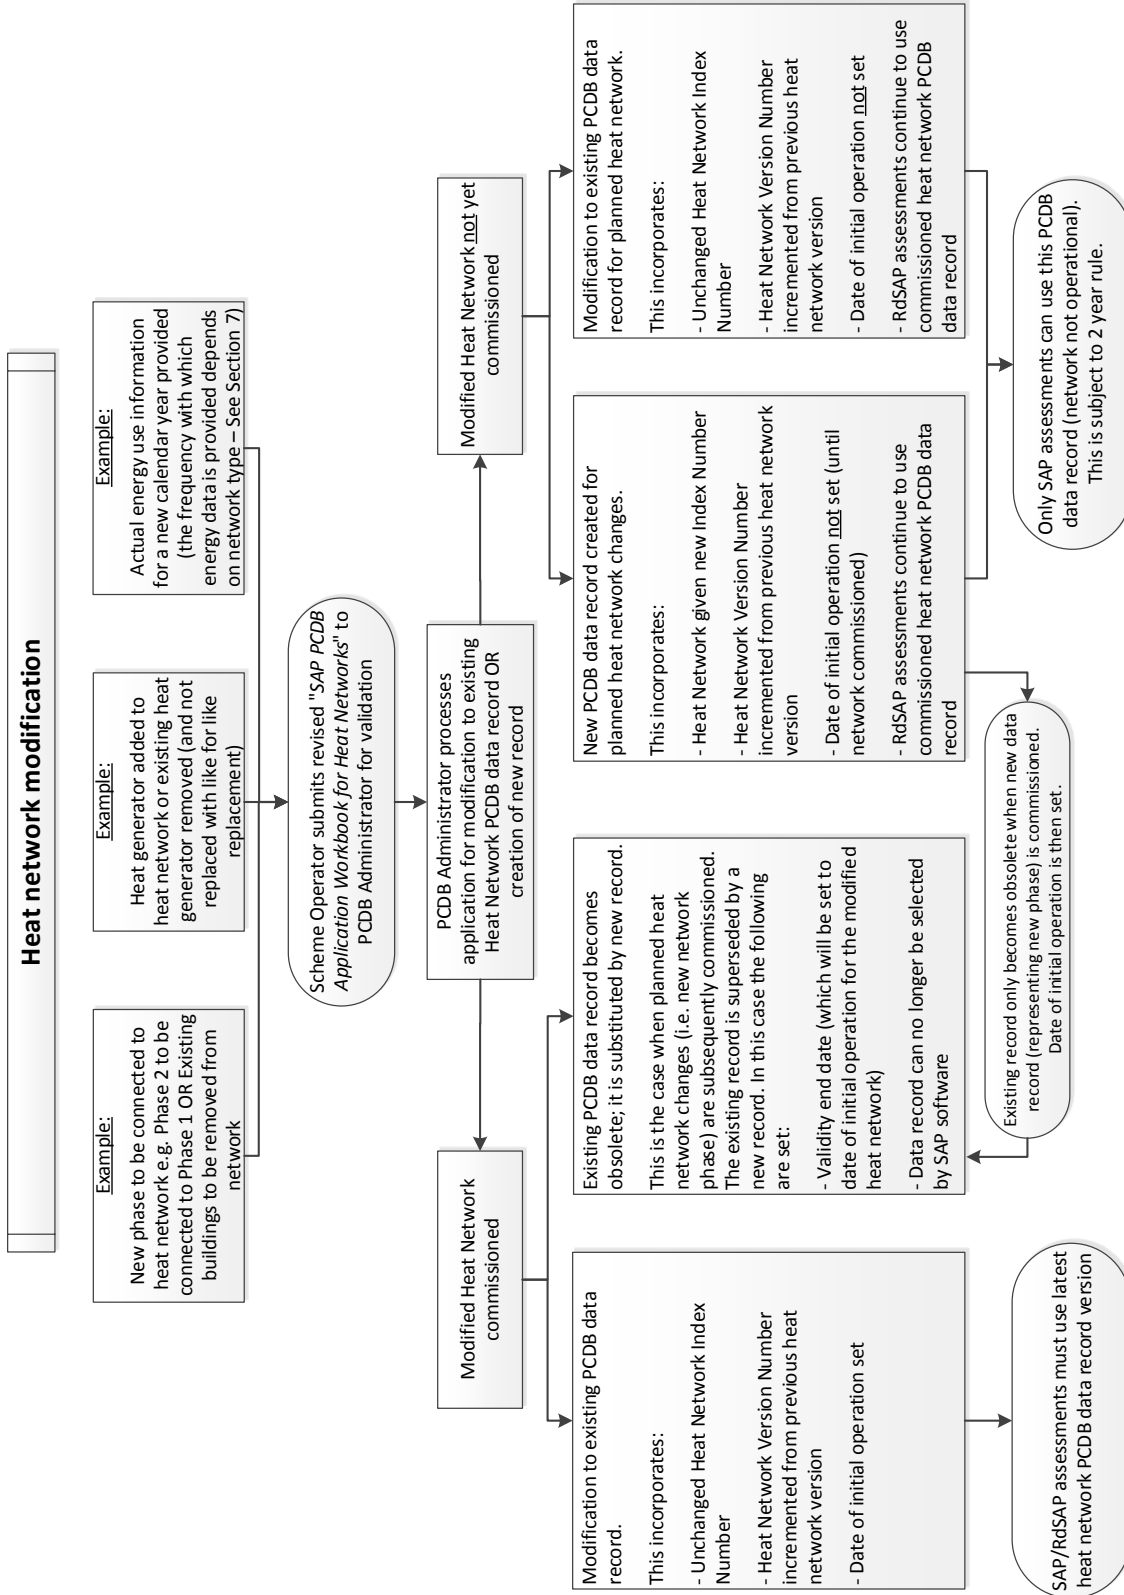 Heat network modification
Example:
New phase to be connected to
heat network e.g. Phase 2 to be
connected to Phase 1 OR Existing
buildings to be removed from
network
Example:
Heat generator added to
heat network or existing heat
generator removed (and not
replaced with like for like
replacement)
Example:
Actual energy use information
for a new calendar year provided
(the frequency with which
energy data is provided depends
on network type – See Section 7)
Scheme Operator submits revised "SAP PCDB
Application Workbook for Heat Networks" to
PCDB Administrator for validation
PCDB Administrator processes
application for modification to existing
Heat Network PCDB data record OR
creation of new record
Modified Heat Network
commissioned
Modified Heat Network not yet
commissioned
Modification to existing PCDB data
record.
This incorporates:
- Unchanged Heat Network Index
Number
- Heat Network Version Number
incremented from previous heat
network version
- Date of initial operation set
Existing PCDB data record becomes
obsolete; it is substituted by new record.
This is the case when planned heat
network changes (i.e. new network
phase) are subsequently commissioned.
The existing record is superseded by a
new record. In this case the following
are set:
- Validity end date (which will be set to
date of initial operation for the modified
heat network)
- Data record can no longer be selected
by SAP software
New PCDB data record created for
planned heat network changes.
This incorporates:
- Heat Network given new Index Number
- Heat Network Version Number
incremented from previous heat network
version
- Date of initial operation not set (until
network commissioned)
- RdSAP assessments continue to use
commissioned heat network PCDB data
record
Modification to existing PCDB data
record for planned heat network.
This incorporates:
- Unchanged Heat Network Index
Number
- Heat Network Version Number
incremented from previous heat
network version
- Date of initial operation not set
- RdSAP assessments continue to use
commissioned heat network PCDB
data record
SAP/RdSAP assessments must use latest
heat network PCDB data record version
Existing record only becomes obsolete when new data
record (representing new phase) is commissioned.
Date of initial operation is then set.
Only SAP assessments can use this PCDB
data record (network not operational).
This is subject to 2 year rule.